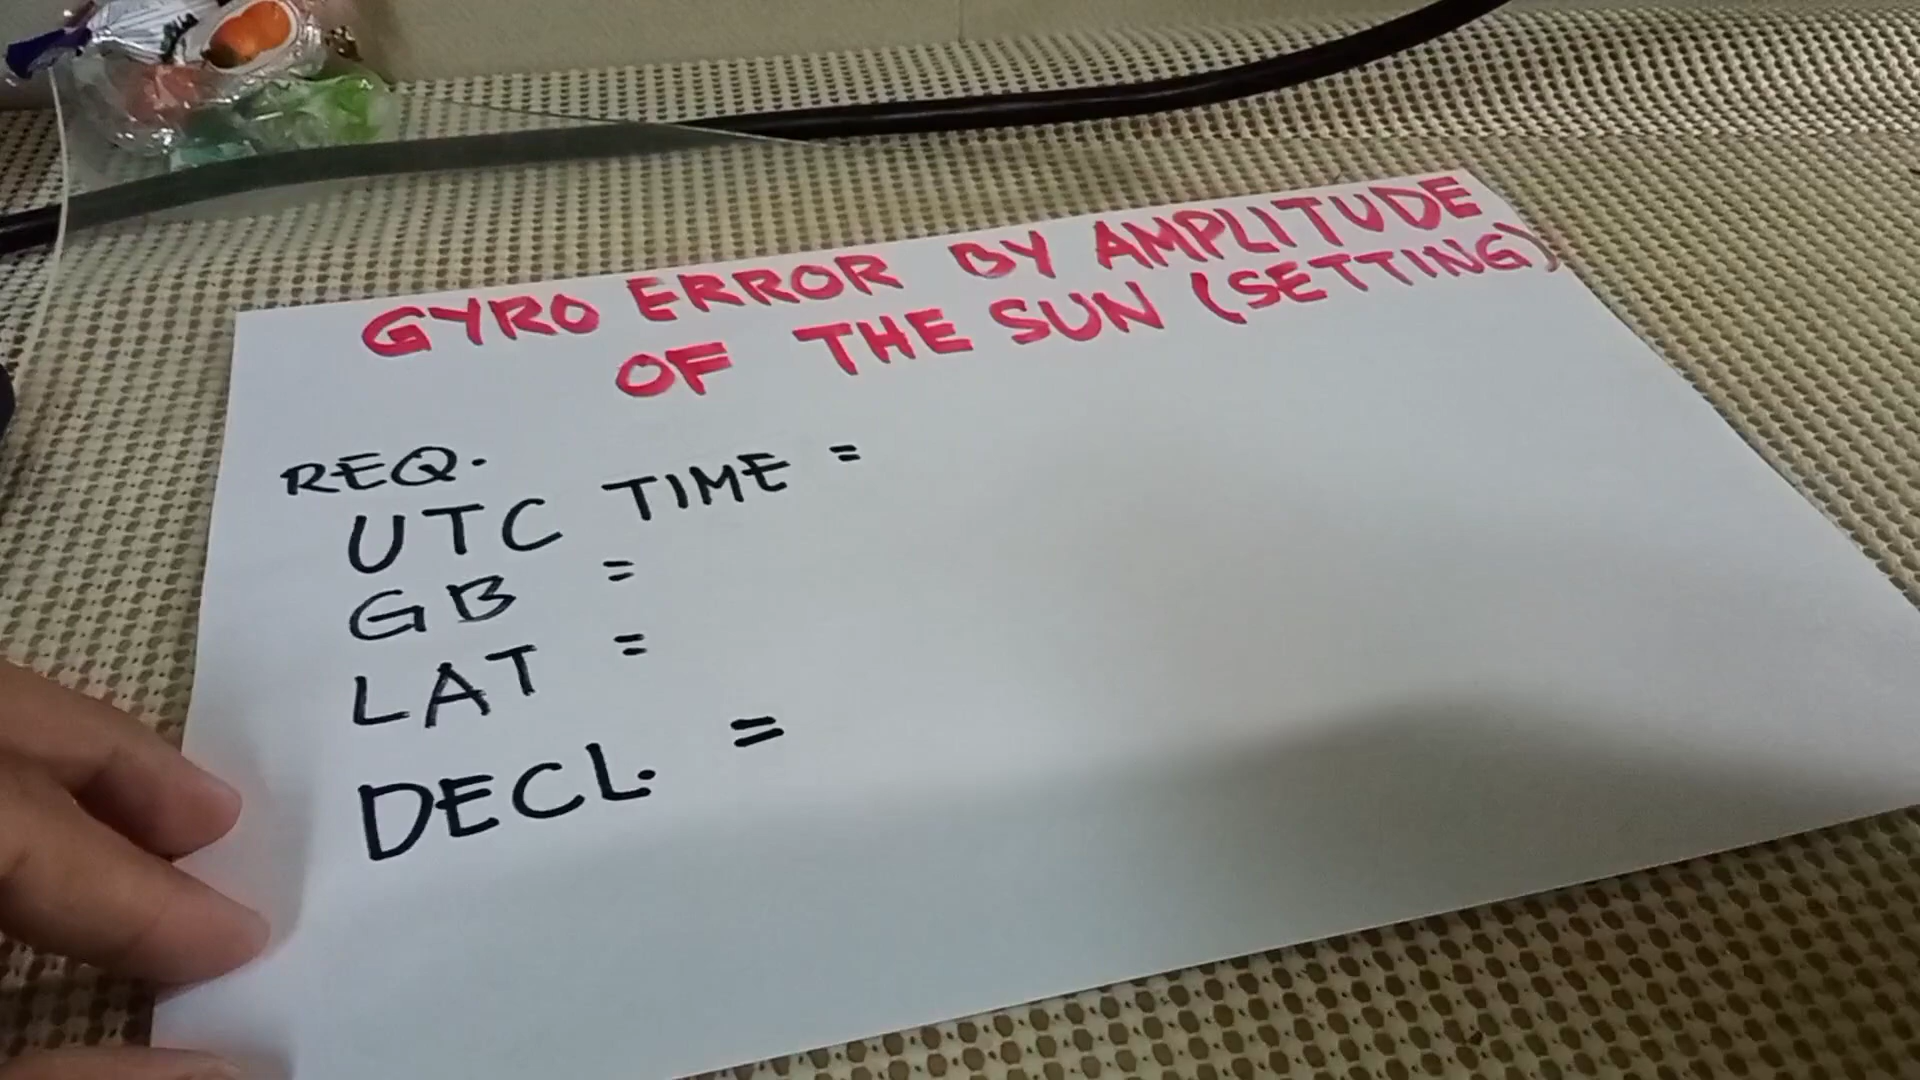 GYRO ERROR BY AMPLITUDE
OF THE SUN (SETTING)
REQ.
UTC TIME =
GB =
LAT =
DECL. =